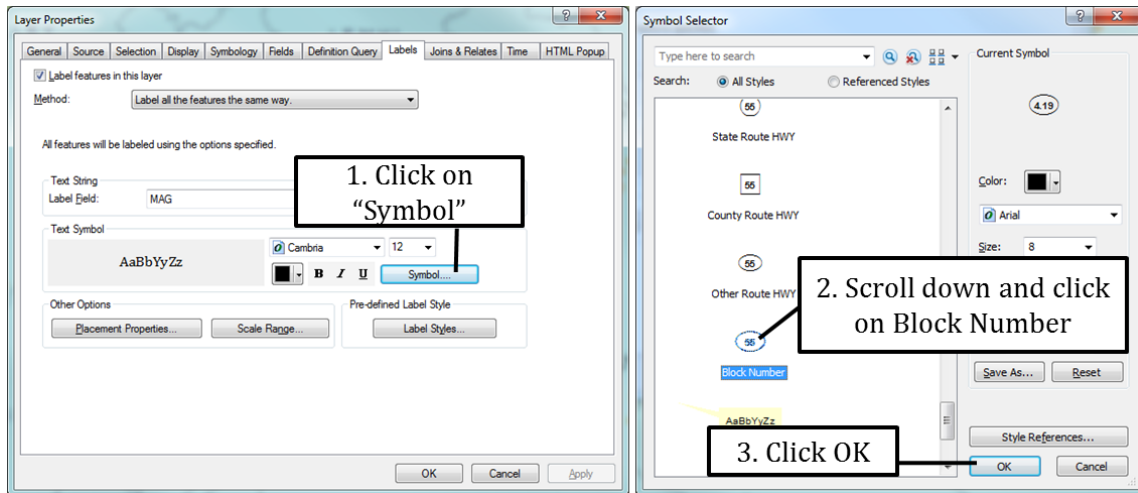 Layer Properties
General Source Selection Display Symbology Fields Definition Query Labels Joins & Relates Time HTML Popup
Label features in this layer
Method: Label all the features the same way.
All features will be labeled using the options specified.
Text String
Label Field: MAG
1. Click on
“Symbol”
Text Symbol
AaBbYyZz
Cambria 12
B I U Symbol...
Other Options
Placement Properties... Scale Range...
Pre-defined Label Style
Label Styles...
OK Cancel Apply
Symbol Selector
Type here to search
Search: All Styles Referenced Styles
55
State Route HWY
55
County Route HWY
55
Other Route HWY
55
Block Number
AaBbYyZz
Current Symbol
4.19
Color:
Arial
Size: 8
2. Scroll down and click
on Block Number
Save As... Reset
Style References...
3. Click OK
OK Cancel